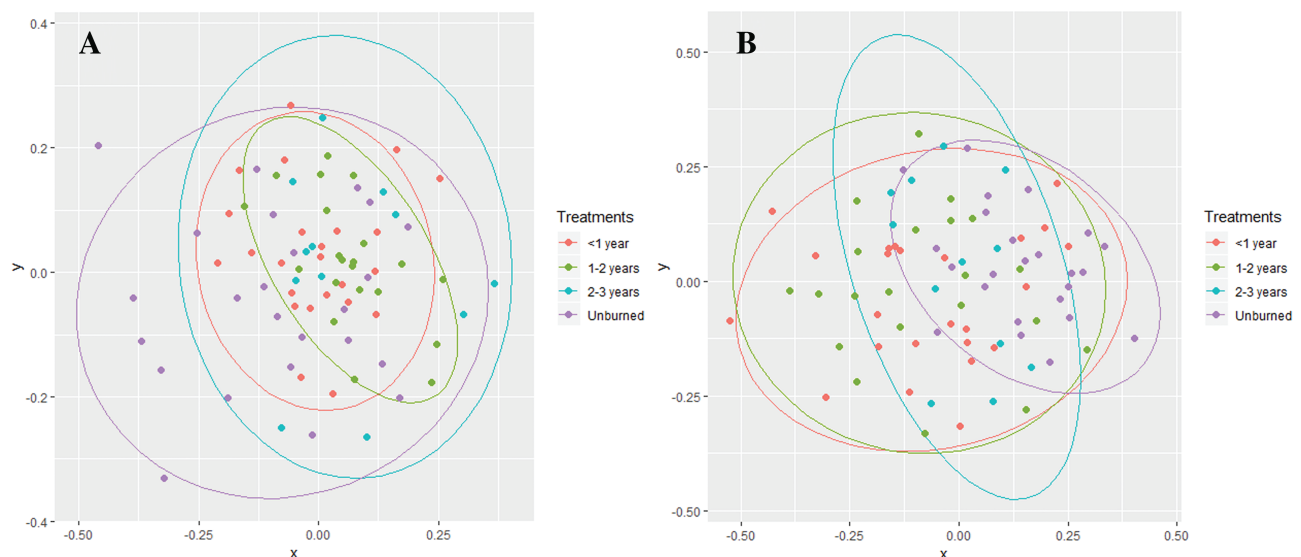 A
0.4
0.2
0.0
-0.2
-0.4
y
-0.50
-0.25
0.00
0.25
x
Treatments
<1 year
1-2 years
2-3 years
Unburned
B
0.50
0.25
0.00
-0.25
-0.50
y
-0.50
-0.25
0.00
0.25
0.50
x
Treatments
<1 year
1-2 years
2-3 years
Unburned